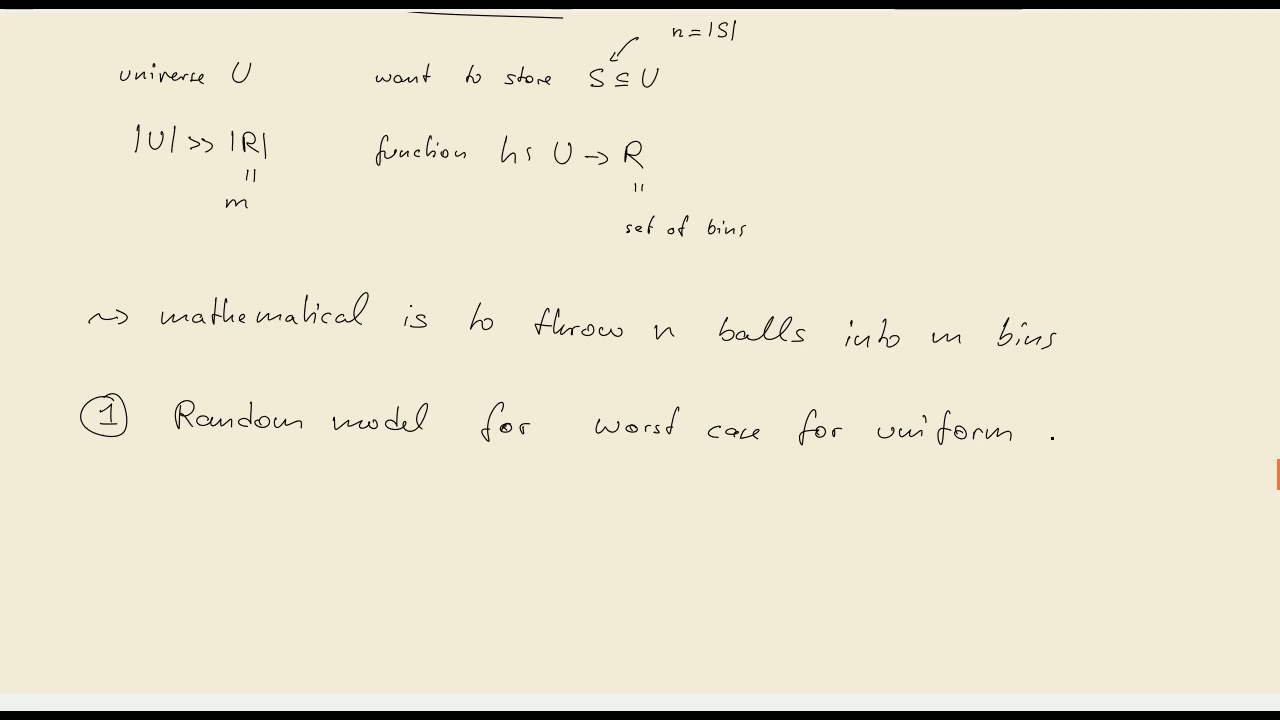 n = |S|
universe U want to store S ⊆ U
|U| >> |R| function h: U → R
=
m
=
set of bins
~> mathematical is to throw n balls into m bins
① Random model for worst case for uniform .